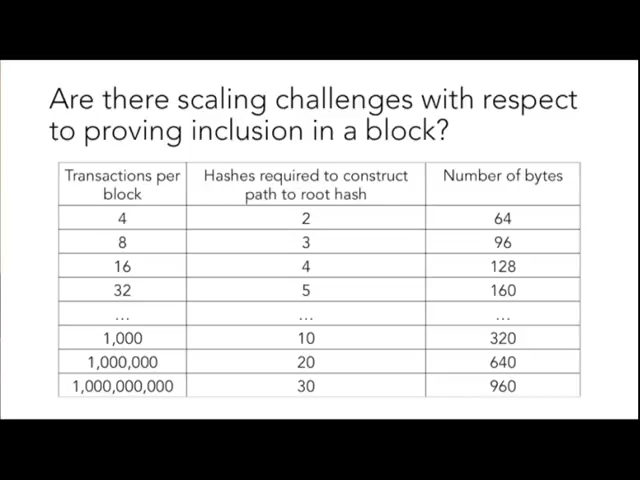 Are there scaling challenges with respect
to proving inclusion in a block?
Transactions per block Hashes required to construct path to root hash Number of bytes
4 2 64
8 3 96
16 4 128
32 5 160
... ... ...
1,000 10 320
1,000,000 20 640
1,000,000,000 30 960